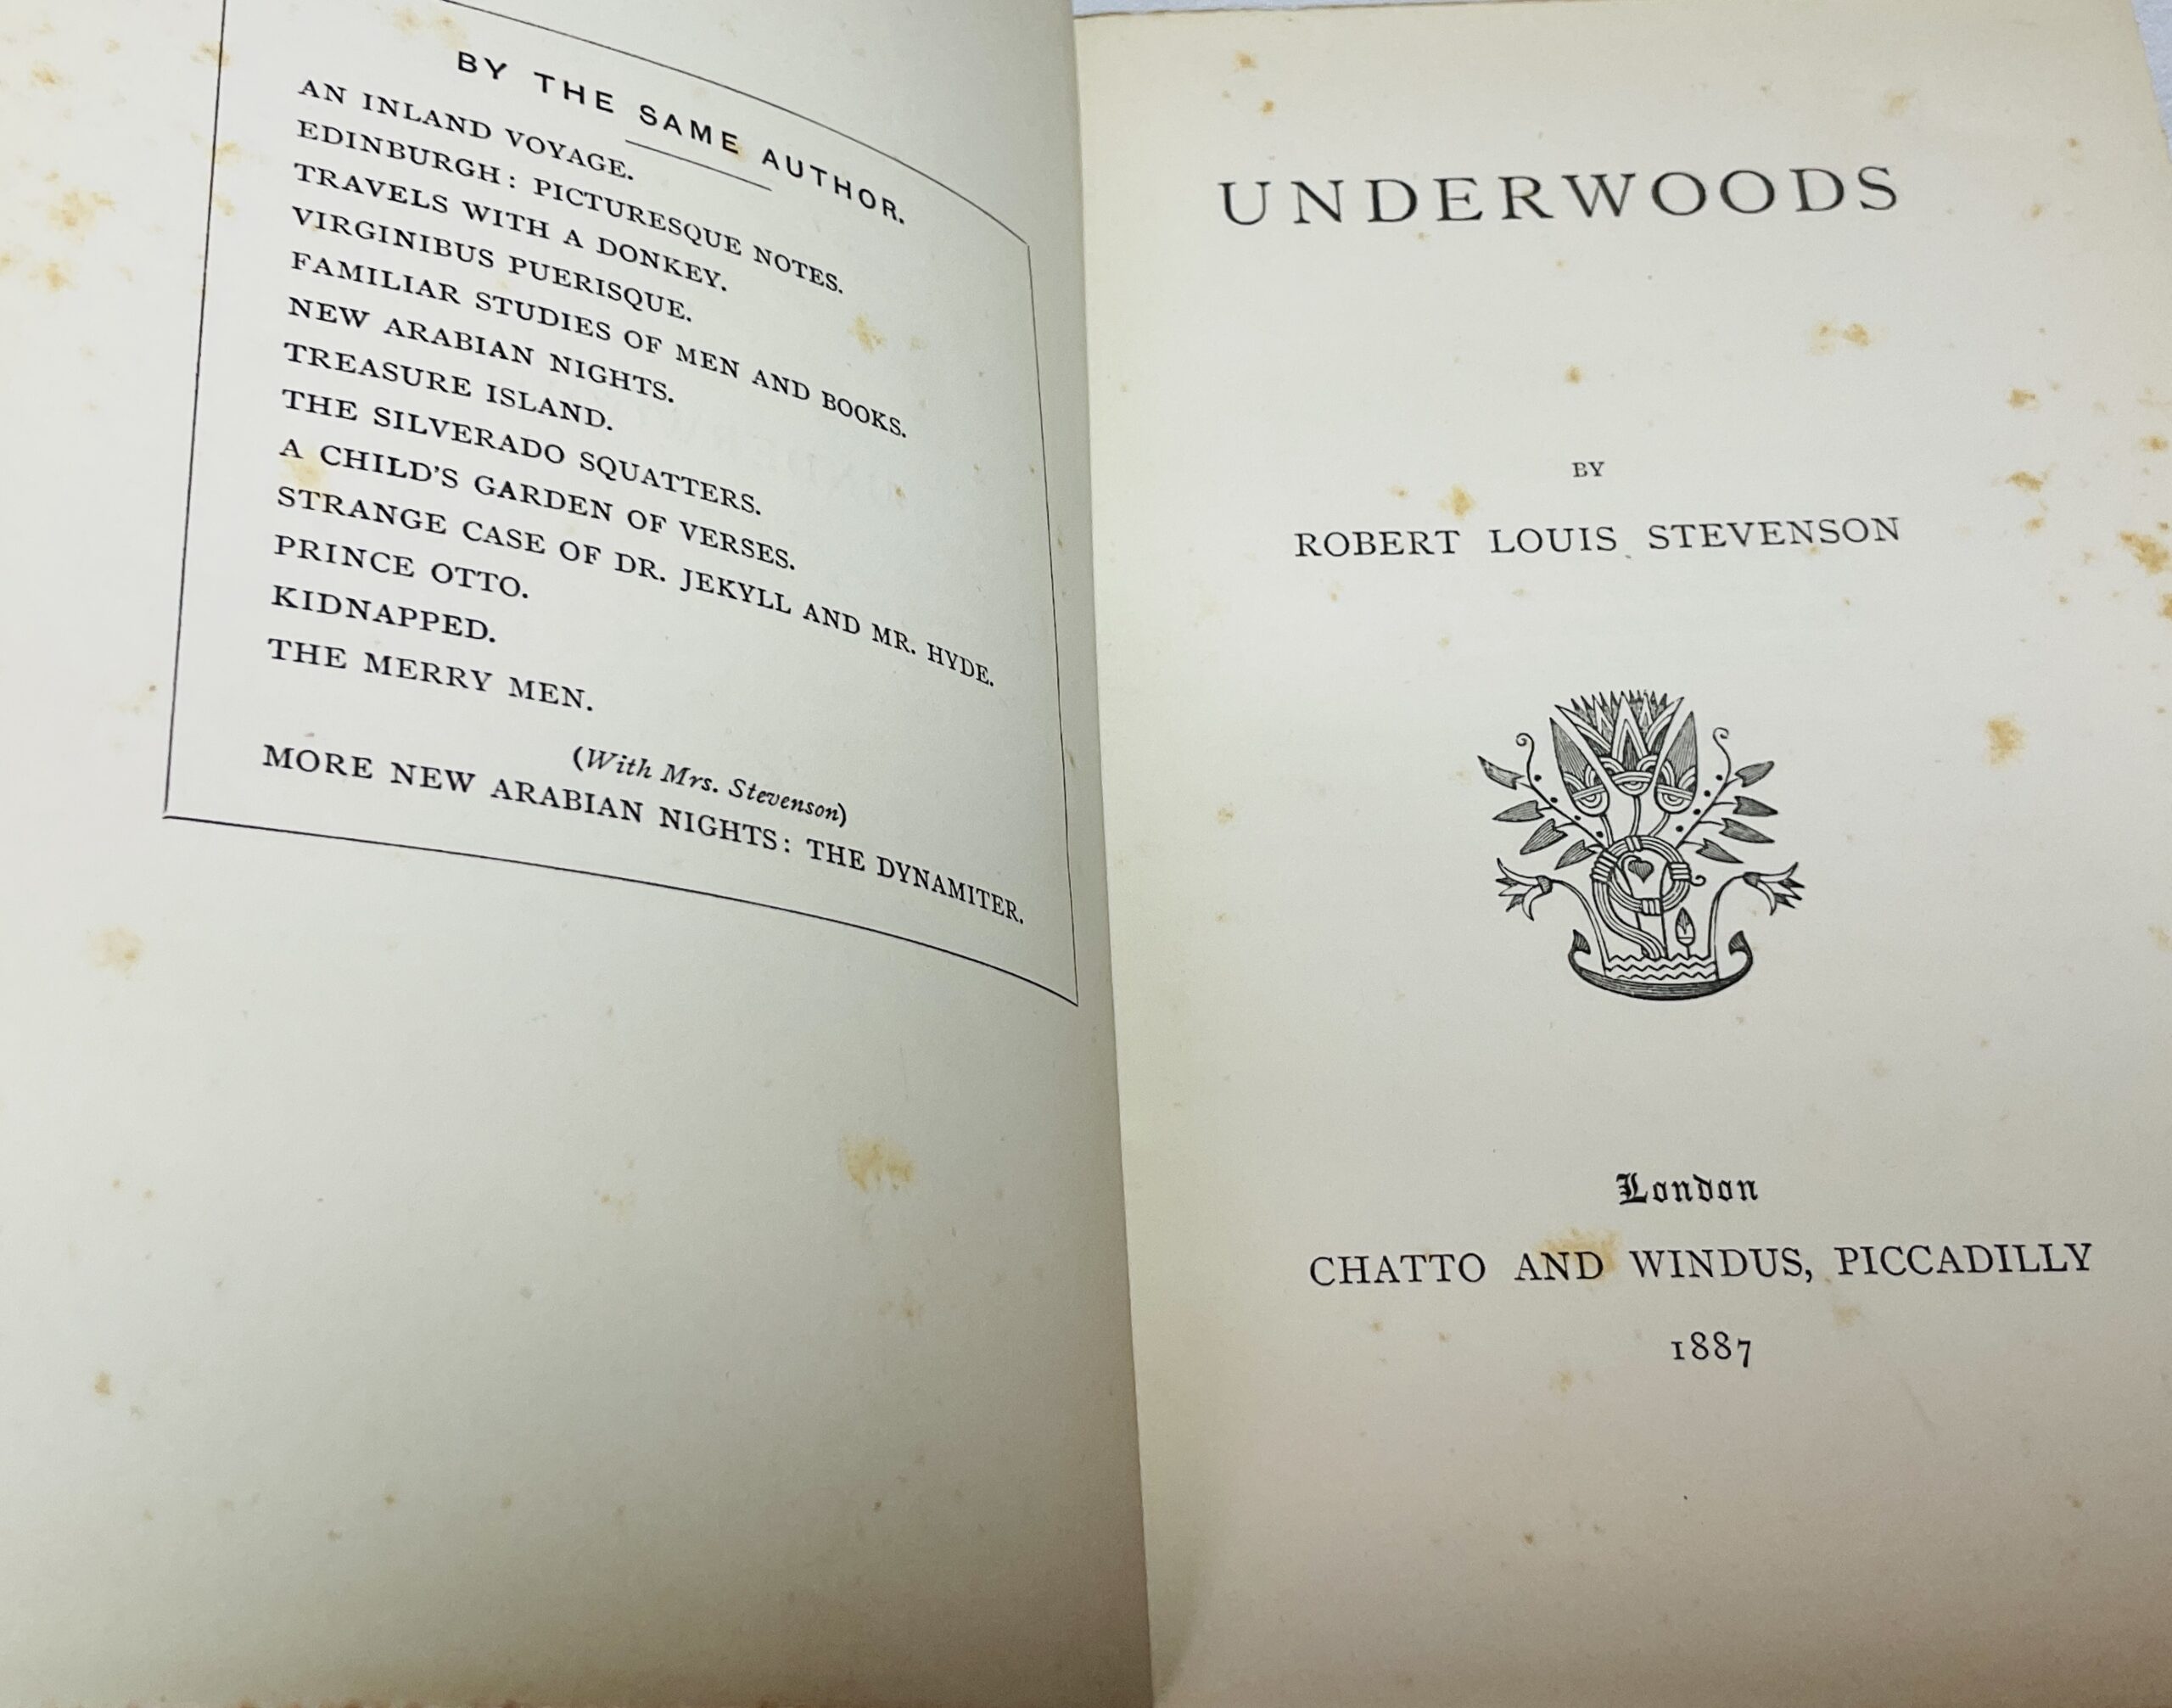 BY THE SAME AUTHOR.
AN INLAND VOYAGE.
EDINBURGH: PICTURESQUE NOTES.
TRAVELS WITH A DONKEY.
VIRGINIBUS PUERISQUE.
FAMILIAR STUDIES OF MEN AND BOOKS.
NEW ARABIAN NIGHTS.
TREASURE ISLAND.
THE SILVERADO SQUATTERS.
A CHILD'S GARDEN OF VERSES.
STRANGE CASE OF DR. JEKYLL AND MR. HYDE.
PRINCE OTTO.
KIDNAPPED.
THE MERRY MEN.
(With Mrs. Stevenson)
MORE NEW ARABIAN NIGHTS: THE DYNAMITER.
UNDERWOODS
BY
ROBERT LOUIS STEVENSON
London
CHATTO AND WINDUS, PICCADILLY
1887